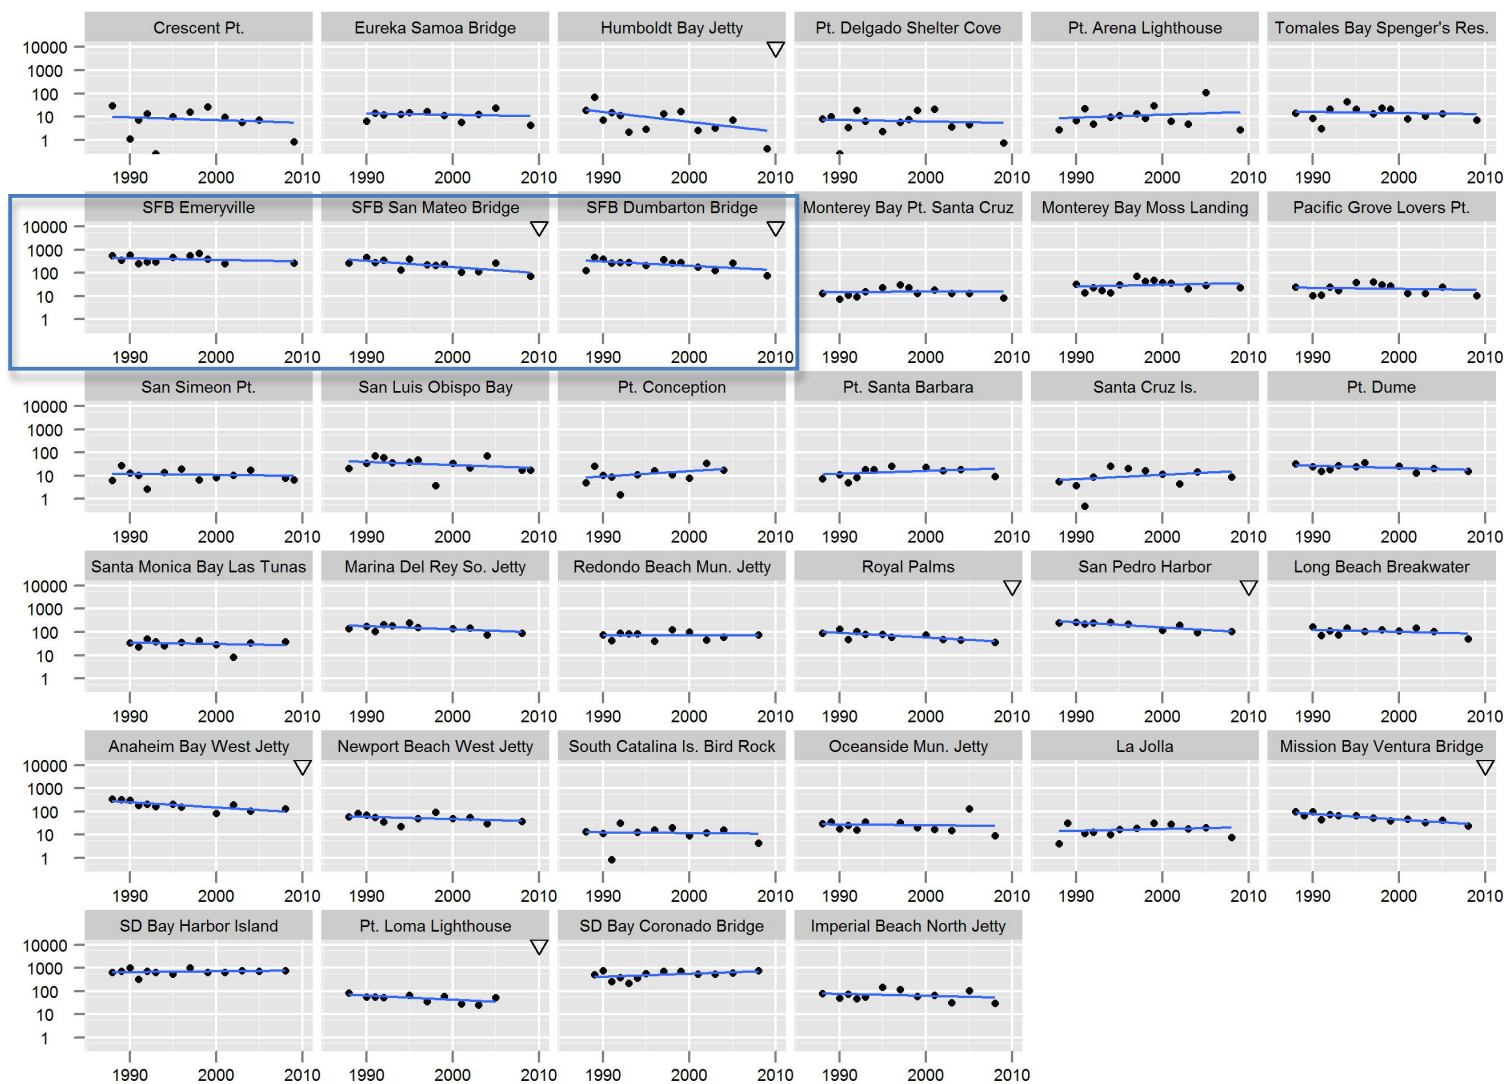 Crescent Pt. Eureka Samoa Bridge Humboldt Bay Jetty Pt. Delgado Shelter Cove Pt. Arena Lighthouse Tomales Bay Spenger's Res.
10000
1000
100
10
1
1990 2000 2010 1990 2000 2010 1990 2000 2010 1990 2000 2010 1990 2000 2010 1990 2000 2010
SFB Emeryville SFB San Mateo Bridge SFB Dumbarton Bridge Monterey Bay Pt. Santa Cruz Monterey Bay Moss Landing Pacific Grove Lovers Pt.
10000
1000
100
10
1
1990 2000 2010 1990 2000 2010 1990 2000 2010 1990 2000 2010 1990 2000 2010 1990 2000 2010
San Simeon Pt. San Luis Obispo Bay Pt. Conception Pt. Santa Barbara Santa Cruz Is. Pt. Dume
10000
1000
100
10
1
1990 2000 2010 1990 2000 2010 1990 2000 2010 1990 2000 2010 1990 2000 2010 1990 2000 2010
Santa Monica Bay Las Tunas Marina Del Rey So. Jetty Redondo Beach Mun. Jetty Royal Palms San Pedro Harbor Long Beach Breakwater
10000
1000
100
10
1
1990 2000 2010 1990 2000 2010 1990 2000 2010 1990 2000 2010 1990 2000 2010 1990 2000 2010
Anaheim Bay West Jetty Newport Beach West Jetty South Catalina Is. Bird Rock Oceanside Mun. Jetty La Jolla Mission Bay Ventura Bridge
10000
1000
100
10
1
1990 2000 2010 1990 2000 2010 1990 2000 2010 1990 2000 2010 1990 2000 2010 1990 2000 2010
SD Bay Harbor Island Pt. Loma Lighthouse SD Bay Coronado Bridge Imperial Beach North Jetty
10000
1000
100
10
1
1990 2000 2010 1990 2000 2010 1990 2000 2010 1990 2000 2010